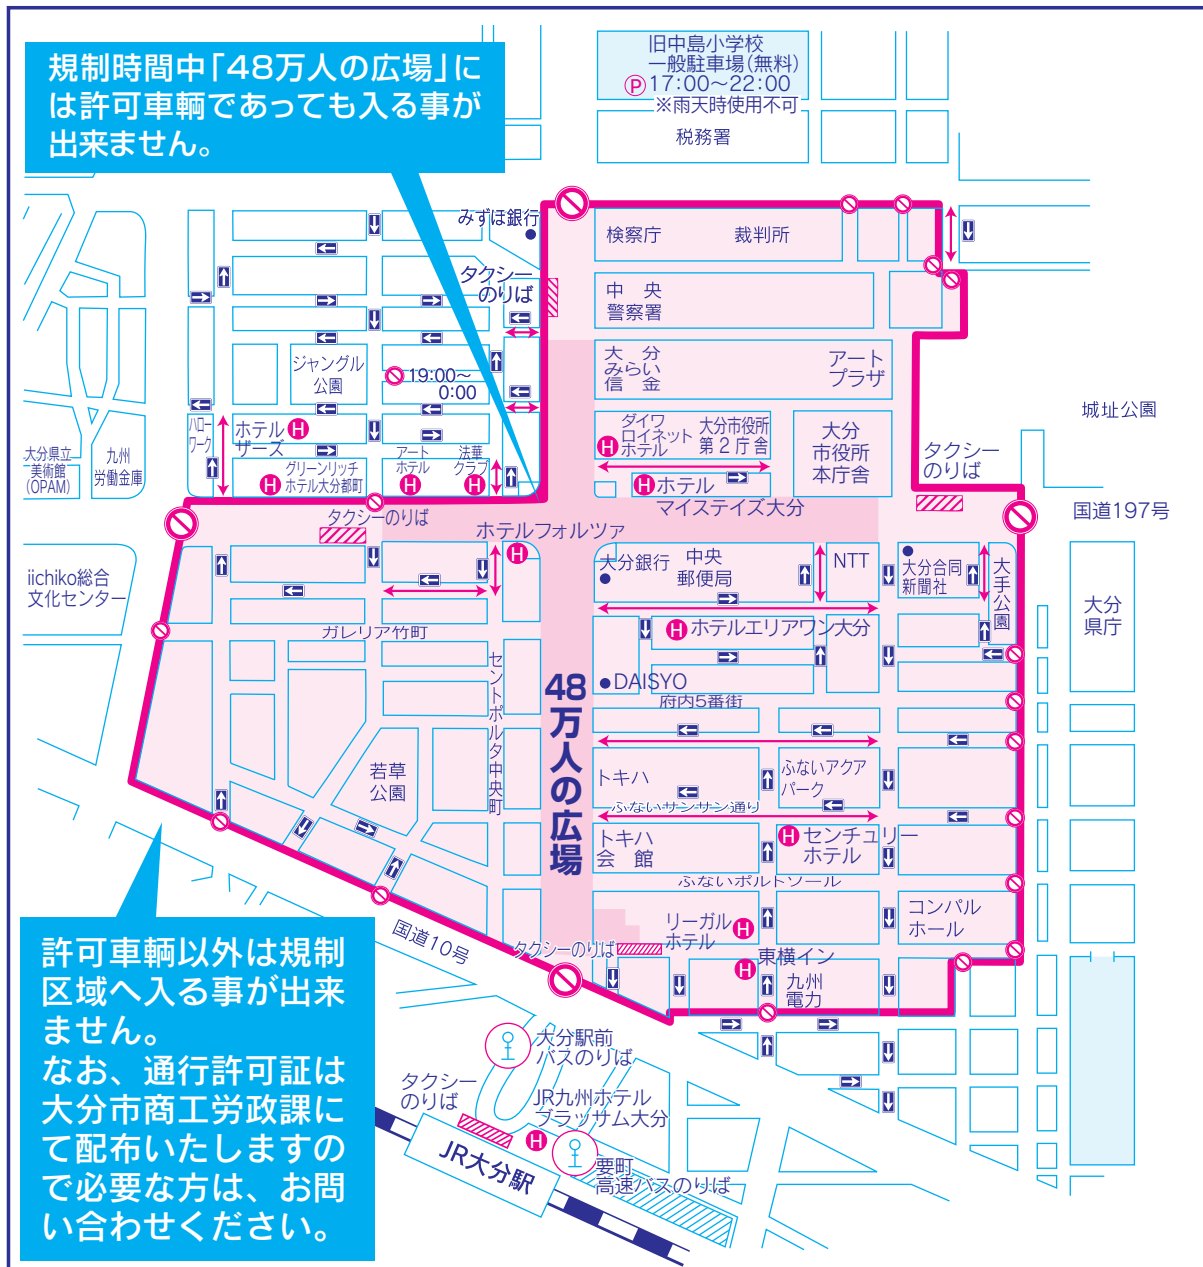 規制時間中「48万人の広場」に
は許可車輌であっても入る事が
出来ません。
旧中島小学校
一般駐車場(無料)
Ⓟ17:00〜22:00
※雨天時使用不可
税務署
みずほ銀行
検察庁
裁判所
タクシー
のりば
中 央
警察署
大 分
みらい
信 金
アート
プラザ
ジャングル
公園
19:00〜
0:00
城址公園
ハロー
ワーク
ホテル
ザーズ
H
ダイワ
ロイネット
ホテル
H
大分市役所
第2庁舎
大分
市役所
本庁舎
タクシー
のりば
大分県立
美術館
(OPAM)
九州
労働金庫
グリーンリッチ
ホテル大分都町
H
アート
ホテル
H
法華
クラブ
H
H ホテル
マイステイズ大分
国道197号
タクシーのりば
ホテルフォルツァ
H
iichiko総合
文化センター
大分銀行
中央
郵便局
NTT
大分合同
新聞社
大手公園
大分
県庁
ガレリア竹町
H ホテルエリアワン大分
セントポルタ中央町
DAISYO
48万人の広場
府内5番街
若草
公園
トキハ
ふないアクア
パーク
ふないサンサン通り
トキハ
会 館
H センチュリー
ホテル
ふないポルトソール
リーガル
ホテル
H
コンパル
ホール
国道10号
タクシーのりば
東横イン
H
九州
電力
許可車輌以外は規制
区域へ入る事が出来
ません。
なお、通行許可証は
大分市商工労政課に
て配布いたしますの
で必要な方は、お問
い合わせください。
大分駅前
バスのりば
タクシー
のりば
JR九州ホテル
ブラッサム大分
H
JR大分駅
要町
高速バスのりば